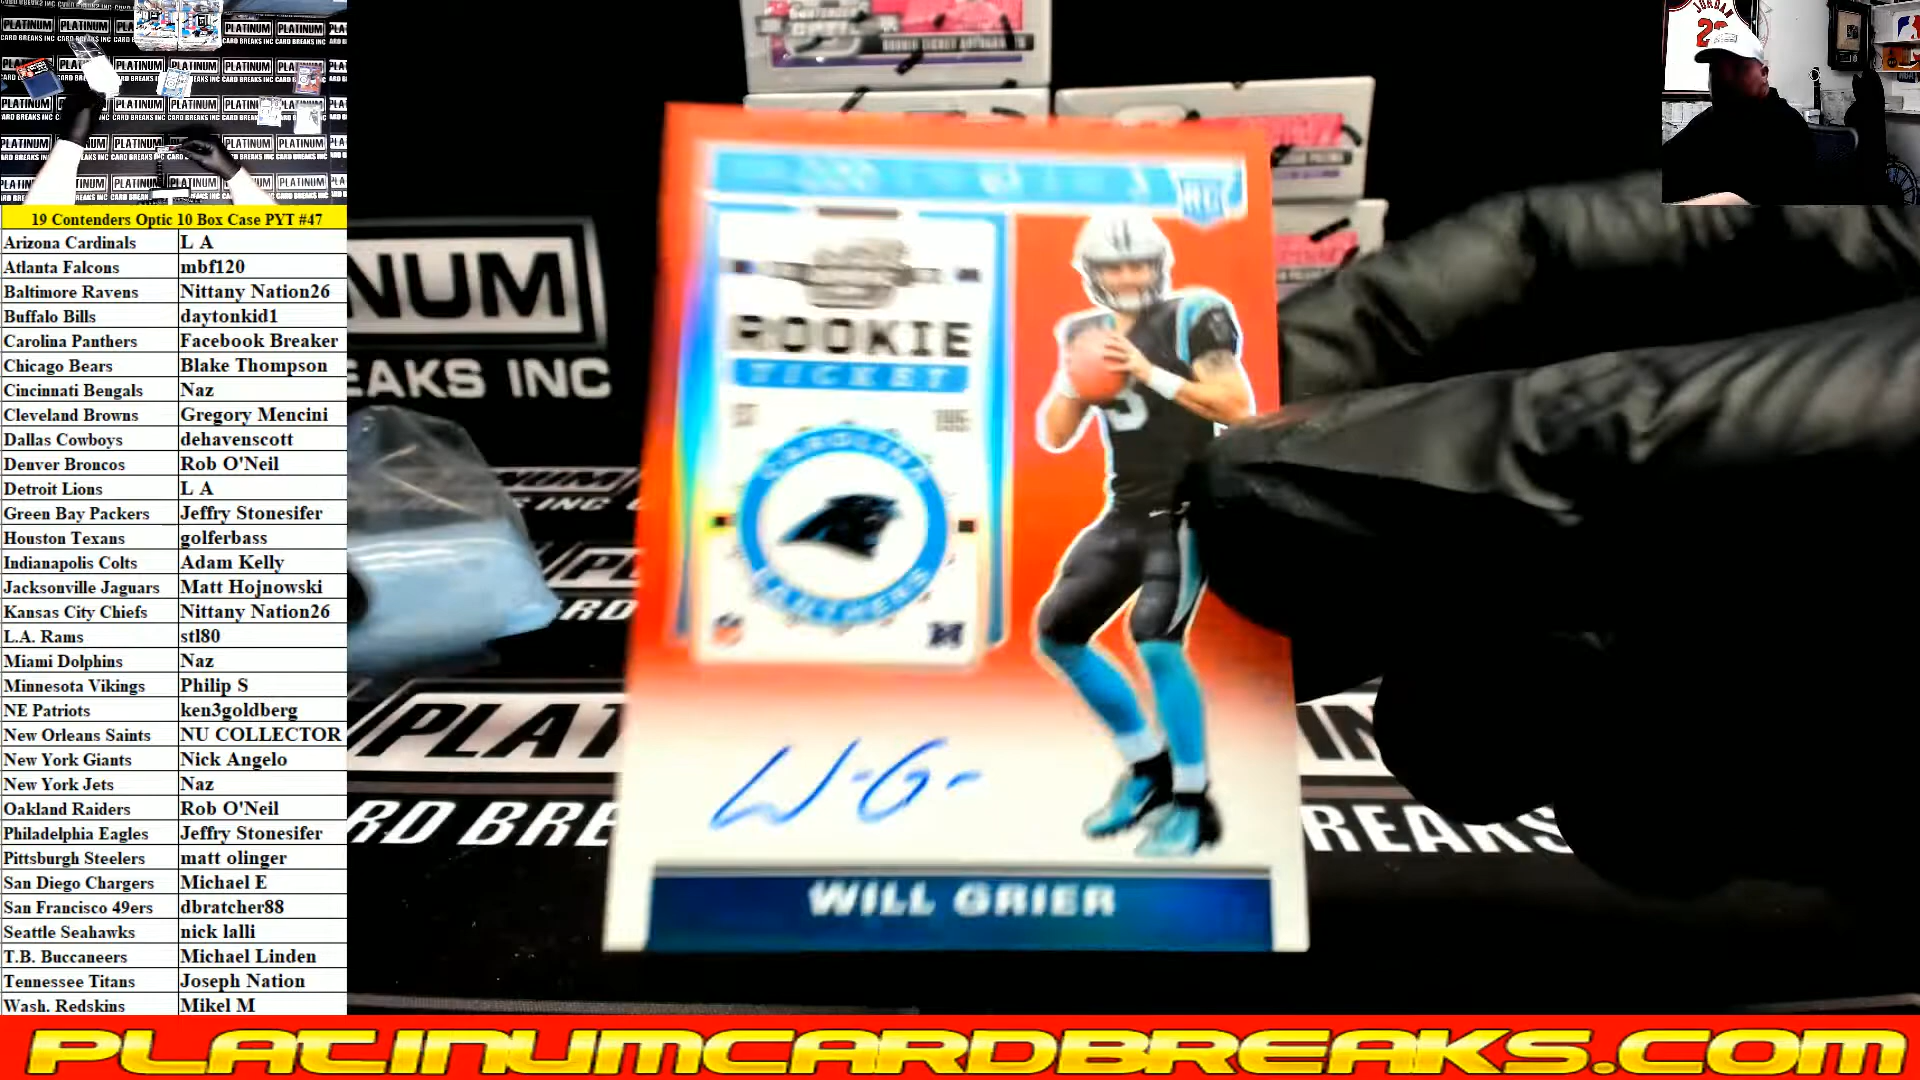 19 Contenders Optic 10 Box Case PYT #47
Arizona Cardinals L A
Atlanta Falcons mbf120
Baltimore Ravens Nittany Nation26
Buffalo Bills daytonkid1
Carolina Panthers Facebook Breaker
Chicago Bears Blake Thompson
Cincinnati Bengals Naz
Cleveland Browns Gregory Mencini
Dallas Cowboys dehavenscott
Denver Broncos Rob O'Neil
Detroit Lions L A
Green Bay Packers Jeffry Stonesifer
Houston Texans golferbass
Indianapolis Colts Adam Kelly
Jacksonville Jaguars Matt Hojnowski
Kansas City Chiefs Nittany Nation26
L.A. Rams stl80
Miami Dolphins Naz
Minnesota Vikings Philip S
NE Patriots ken3goldberg
New Orleans Saints NU COLLECTOR
New York Giants Nick Angelo
New York Jets Naz
Oakland Raiders Rob O'Neil
Philadelphia Eagles Jeffry Stonesifer
Pittsburgh Steelers matt olinger
San Diego Chargers Michael E
San Francisco 49ers dbratcher88
Seattle Seahawks nick lalli
T.B. Buccaneers Michael Linden
Tennessee Titans Joseph Nation
Wash. Redskins Mikel M
ROOKIE
TICKET
CAROLINA
PANTHERS
W-G-
WILL GRIER
PLATINUMCARDBREAKS.COM